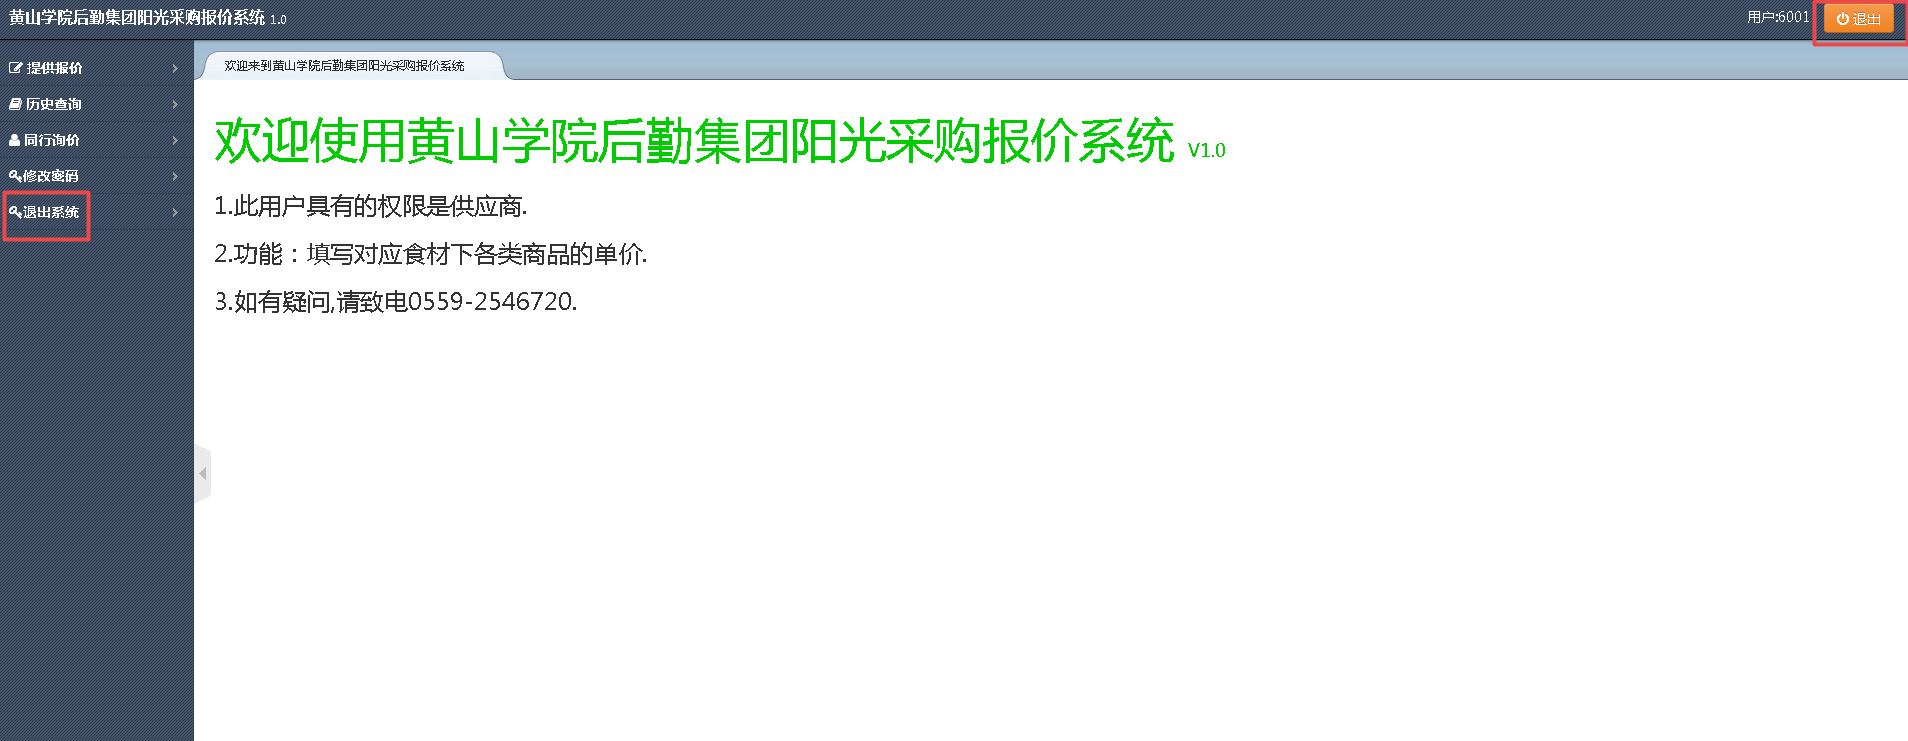 黄山学院后勤集团阳光采购报价系统 1.0
用户:6001
退出
提供报价
历史查询
同行询价
修改密码
退出系统
欢迎来到黄山学院后勤集团阳光采购报价系统
欢迎使用黄山学院后勤集团阳光采购报价系统 V1.0
1.此用户具有的权限是供应商.
2.功能：填写对应食材下各类商品的单价.
3.如有疑问,请致电0559-2546720.